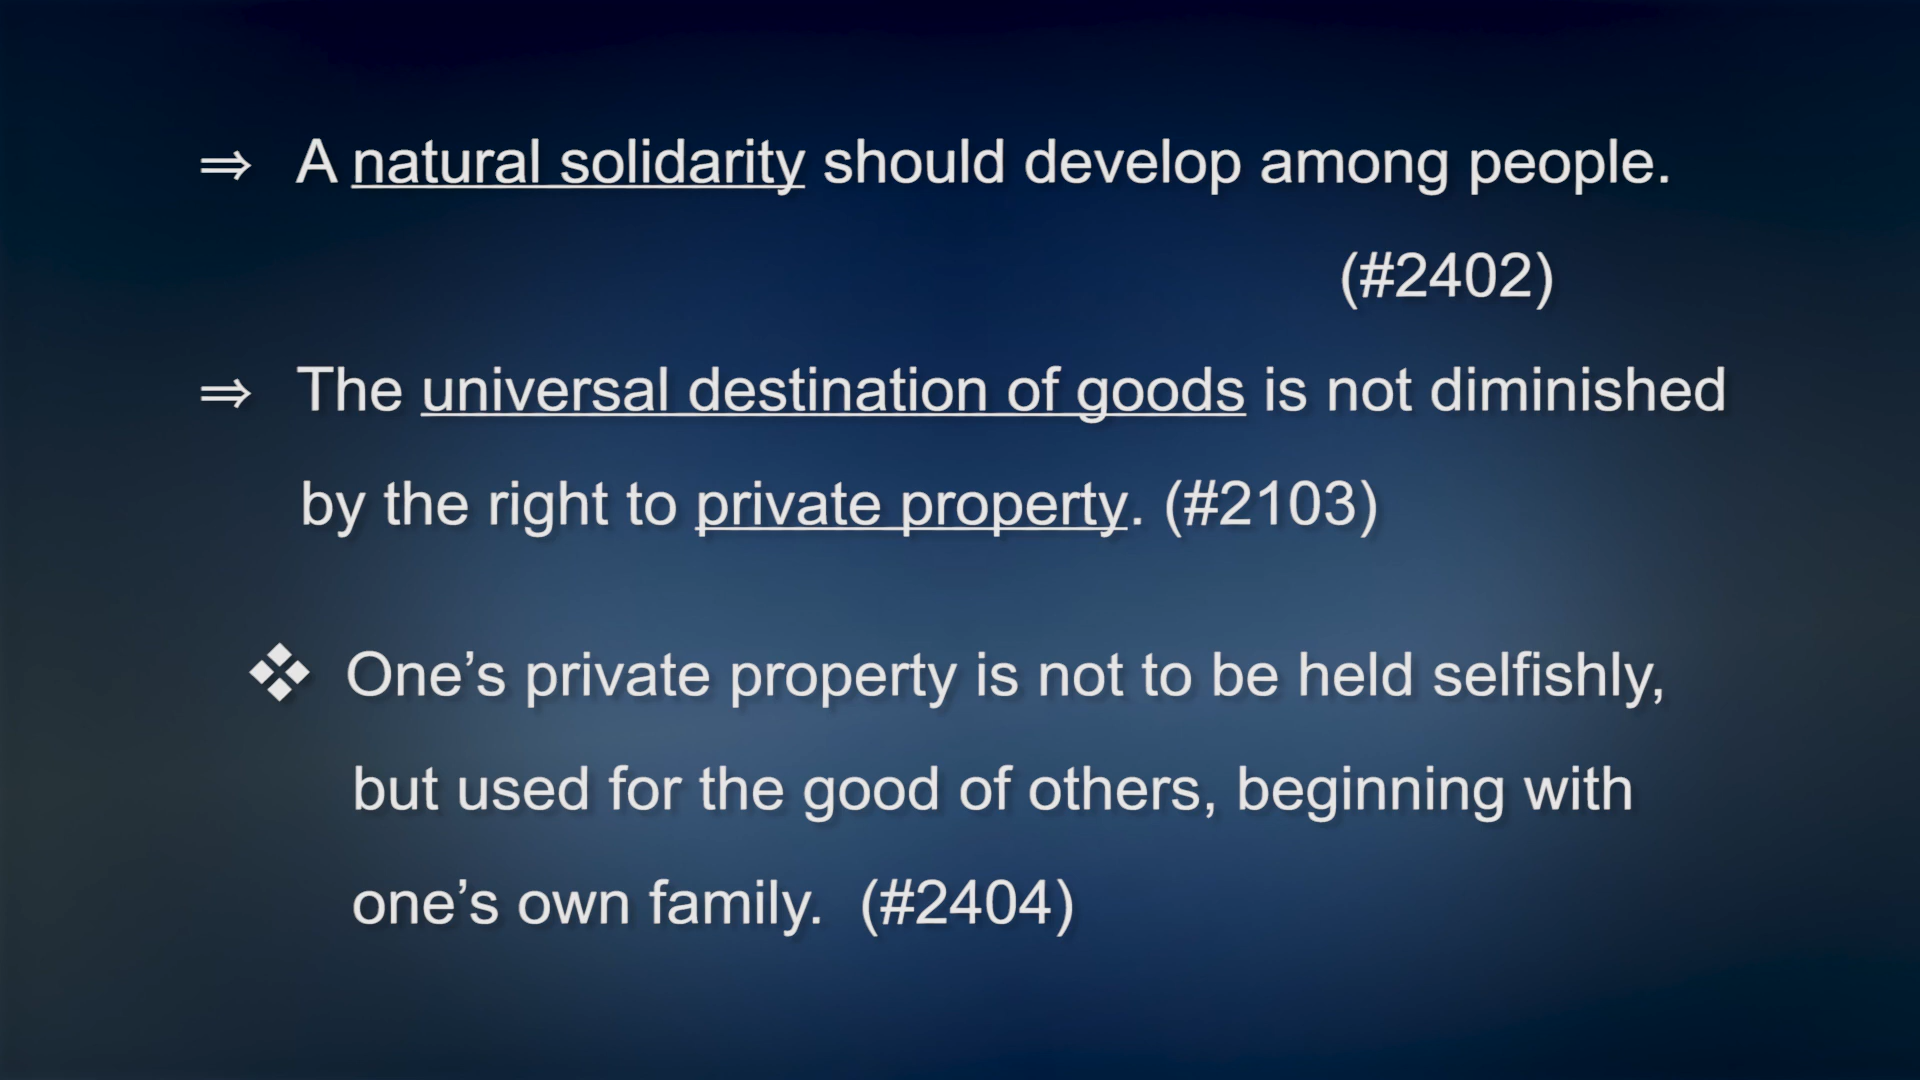 ⇒ A natural solidarity should develop among people.
(#2402)
⇒ The universal destination of goods is not diminished
by the right to private property. (#2103)
❖ One’s private property is not to be held selfishly,
but used for the good of others, beginning with
one’s own family. (#2404)